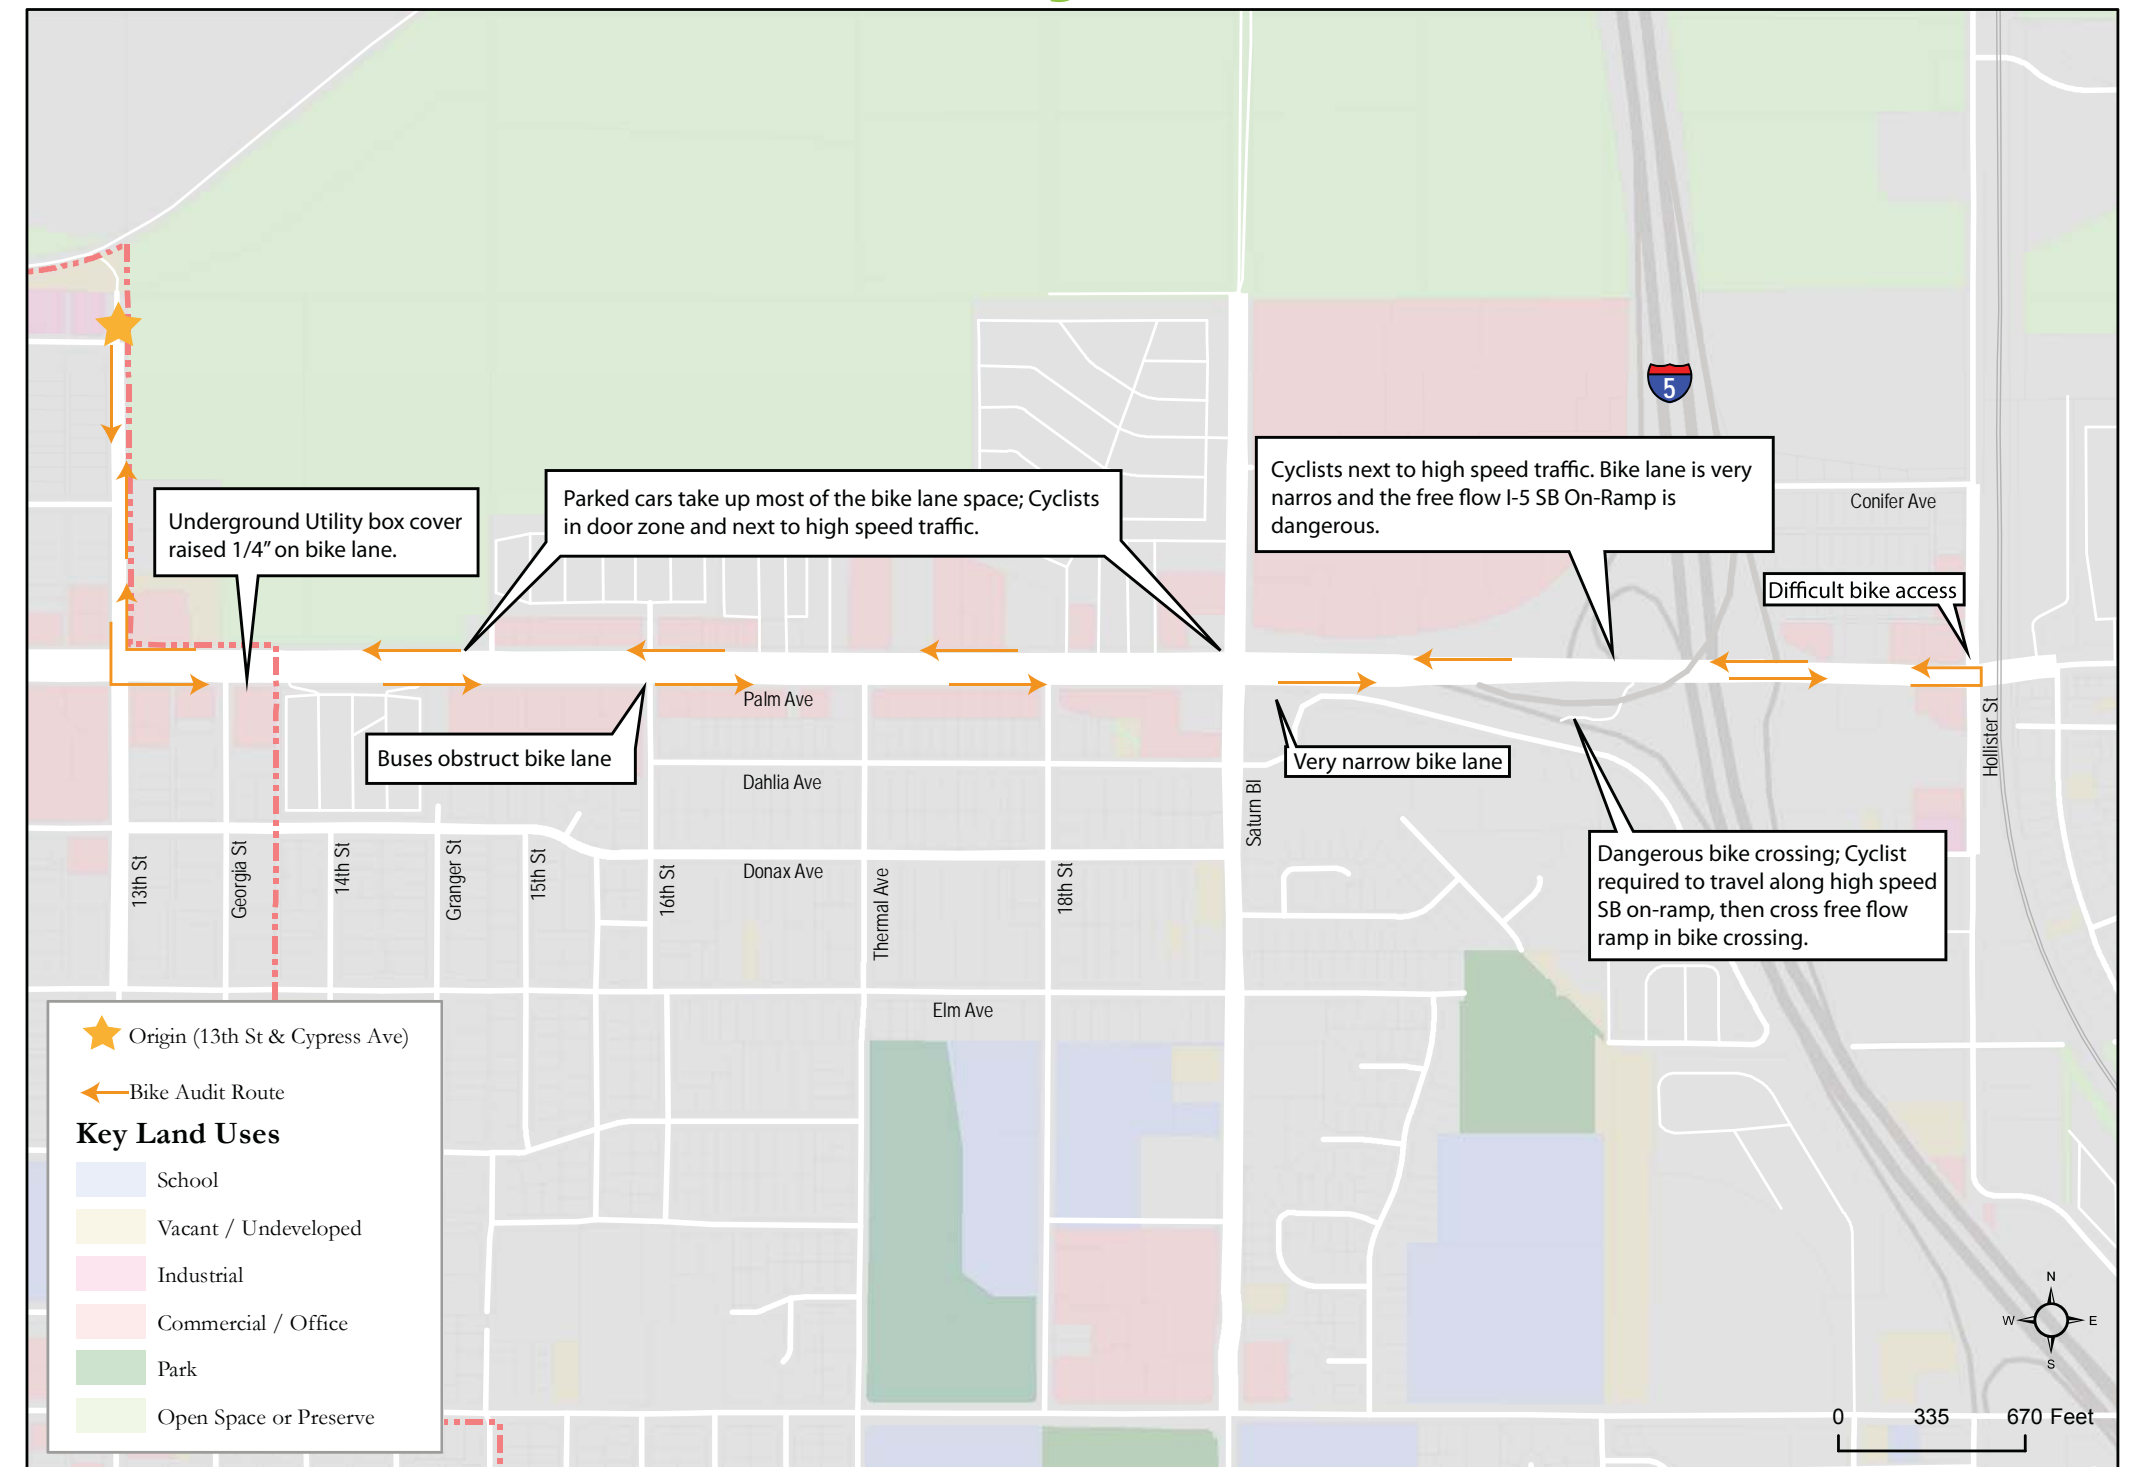 5
Cyclists next to high speed traffic. Bike lane is very
narros and the free flow I-5 SB On-Ramp is
dangerous.
Parked cars take up most of the bike lane space; Cyclists
in door zone and next to high speed traffic.
Underground Utility box cover
raised 1/4” on bike lane.
Conifer Ave
Difficult bike access
Palm Ave
Hollister St
Buses obstruct bike lane
Very narrow bike lane
Dahlia Ave
Saturn Bl
Dangerous bike crossing; Cyclist
required to travel along high speed
SB on-ramp, then cross free flow
ramp in bike crossing.
13th St
Georgia St
14th St
Granger St
15th St
16th St
Donax Ave
Thermal Ave
18th St
Elm Ave
Origin (13th St & Cypress Ave)
Bike Audit Route
Key Land Uses
School
Vacant / Undeveloped
Industrial
Commercial / Office
Park
Open Space or Preserve
N
W
E
S
0 335 670 Feet